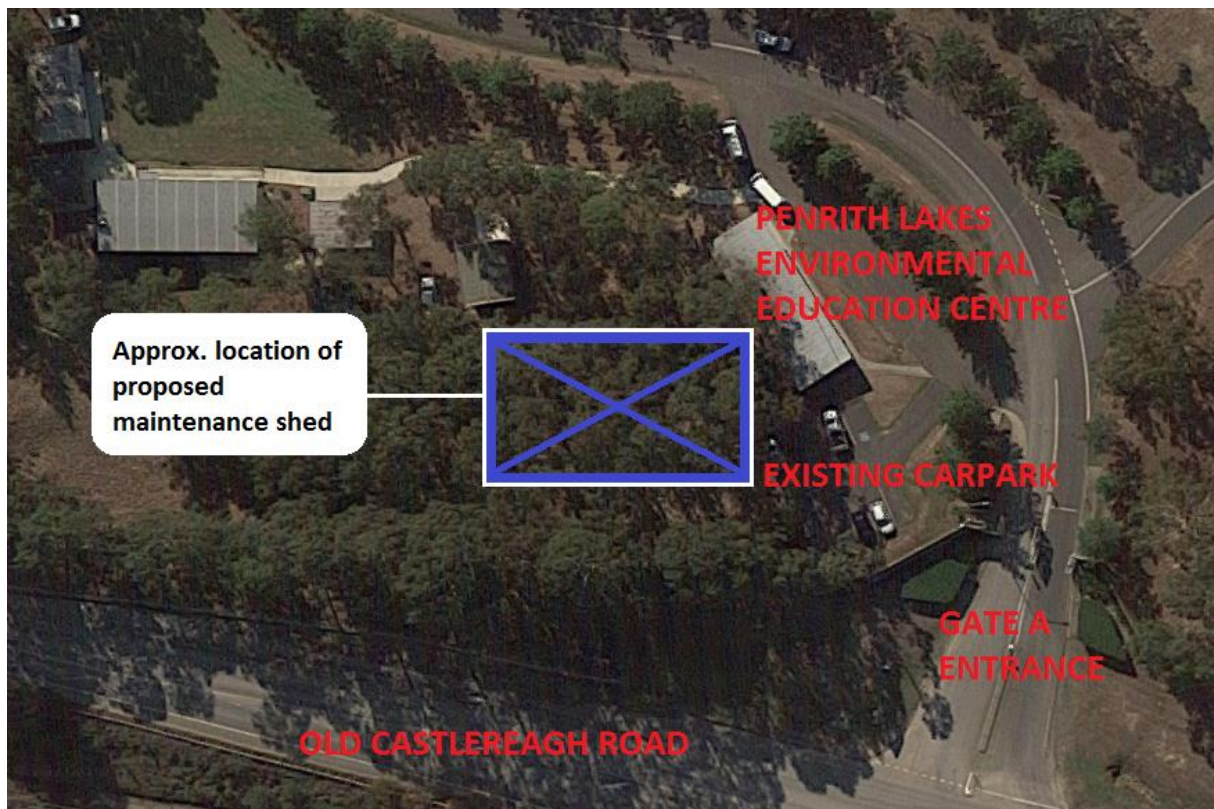 PENRITH LAKES
ENVIRONMENTAL
EDUCATION CENTRE
Approx. location of
proposed
maintenance shed
EXISTING CARPARK
GATE A
ENTRANCE
OLD CASTLEREAGH ROAD